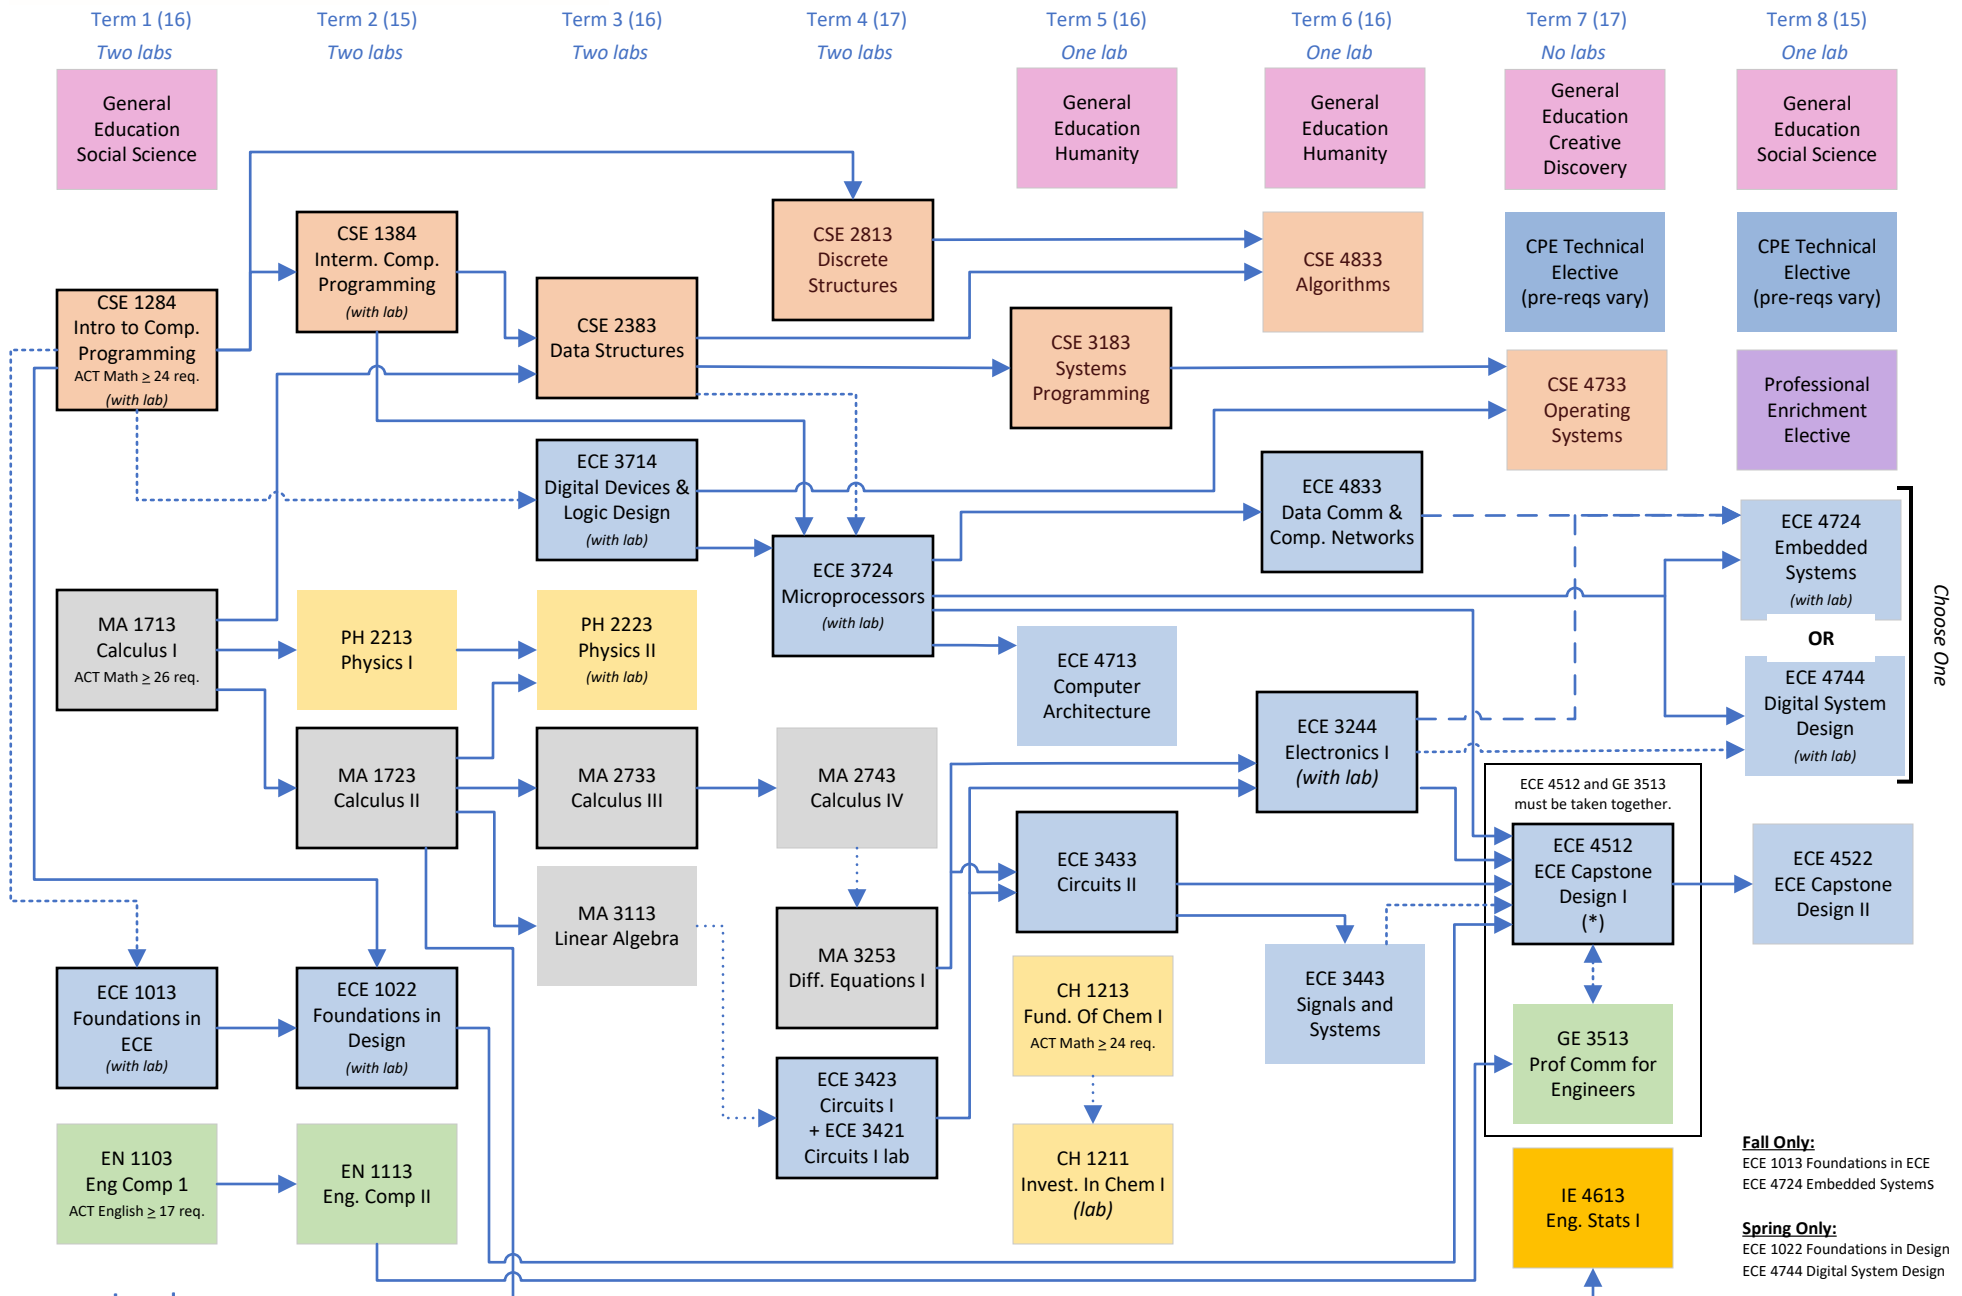 Term 1 (16)
Two labs
General
Education
Social Science
CSE 1284
Intro to Comp.
Programming
ACT Math ≥ 24 req.
(with lab)
MA 1713
Calculus I
ACT Math ≥ 26 req.
ECE 1013
Foundations in
ECE
(with lab)
EN 1103
Eng Comp 1
ACT English ≥ 17 req.
Term 2 (15)
Two labs
CSE 1384
Interm. Comp.
Programming
(with lab)
PH 2213
Physics I
MA 1723
Calculus II
ECE 1022
Foundations in
Design
(with lab)
EN 1113
Eng. Comp II
Term 3 (16)
Two labs
CSE 2383
Data Structures
ECE 3714
Digital Devices &
Logic Design
(with lab)
PH 2223
Physics II
(with lab)
MA 2733
Calculus III
MA 3113
Linear Algebra
Term 4 (17)
Two labs
CSE 2813
Discrete
Structures
ECE 3724
Microprocessors
(with lab)
MA 2743
Calculus IV
MA 3253
Diff. Equations I
ECE 3423
Circuits I
+ ECE 3421
Circuits I lab
Term 5 (16)
One lab
General
Education
Humanity
CSE 3183
Systems
Programming
ECE 4713
Computer
Architecture
ECE 3433
Circuits II
CH 1213
Fund. Of Chem I
ACT Math ≥ 24 req.
CH 1211
Invest. In Chem I
(lab)
Term 6 (16)
One lab
General
Education
Humanity
CSE 4833
Algorithms
ECE 4833
Data Comm &
Comp. Networks
ECE 3244
Electronics I
(with lab)
ECE 3443
Signals and
Systems
Term 7 (17)
No labs
General
Education
Creative
Discovery
CPE Technical
Elective
(pre-reqs vary)
CSE 4733
Operating
Systems
ECE 4512 and GE 3513
must be taken together.
ECE 4512
ECE Capstone
Design I
(*)
GE 3513
Prof Comm for
Engineers
IE 4613
Eng. Stats I
Term 8 (15)
One lab
General
Education
Social Science
CPE Technical
Elective
(pre-reqs vary)
Professional
Enrichment
Elective
ECE 4724
Embedded
Systems
(with lab)
OR
ECE 4744
Digital System
Design
(with lab)
Choose One
ECE 4522
ECE Capstone
Design II
Fall Only:
ECE 1013 Foundations in ECE
ECE 4724 Embedded Systems
Spring Only:
ECE 1022 Foundations in Design
ECE 4744 Digital System Design